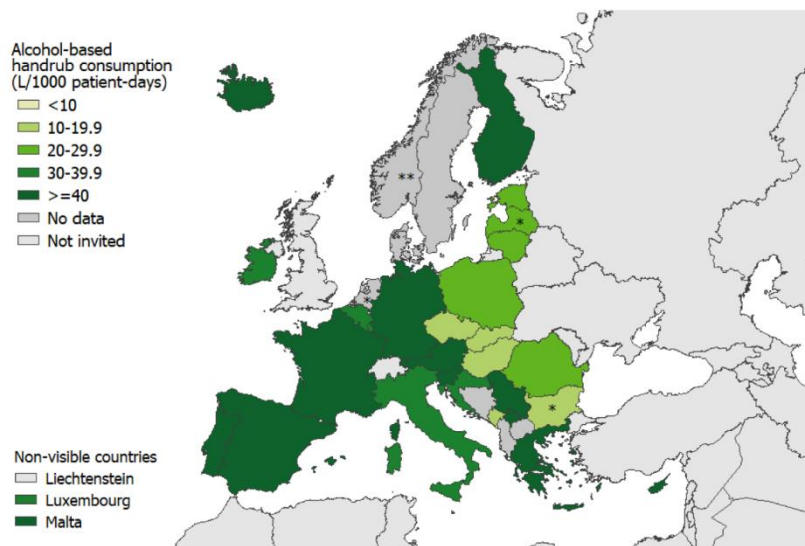 Alcohol-based
handrub consumption
(L/1000 patient-days)
<10
10-19.9
20-29.9
30-39.9
>=40
No data
Not invited
**
*
*
*
Non-visible countries
Liechtenstein
Luxembourg
Malta